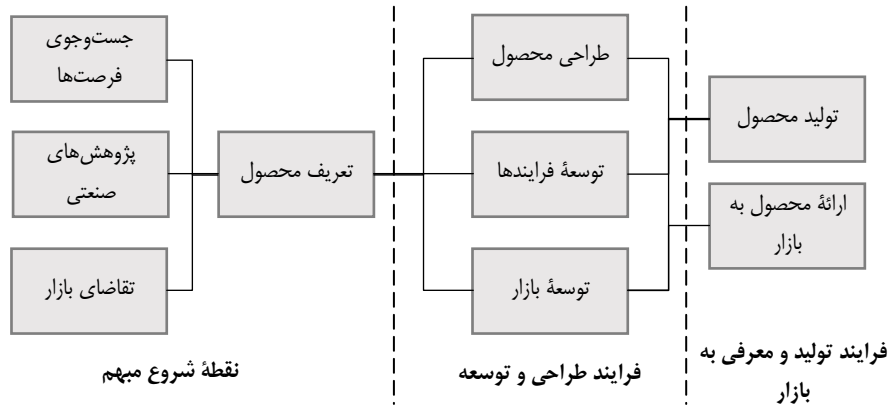 جست‌وجوی
فرصت‌ها
پژوهش‌های
صنعتی
تقاضای بازار
تعریف محصول
نقطهٔ شروع مبهم
طراحی محصول
توسعهٔ فرایندها
توسعهٔ بازار
فرایند طراحی و توسعه
تولید محصول
ارائهٔ محصول به
بازار
فرایند تولید و معرفی به
بازار